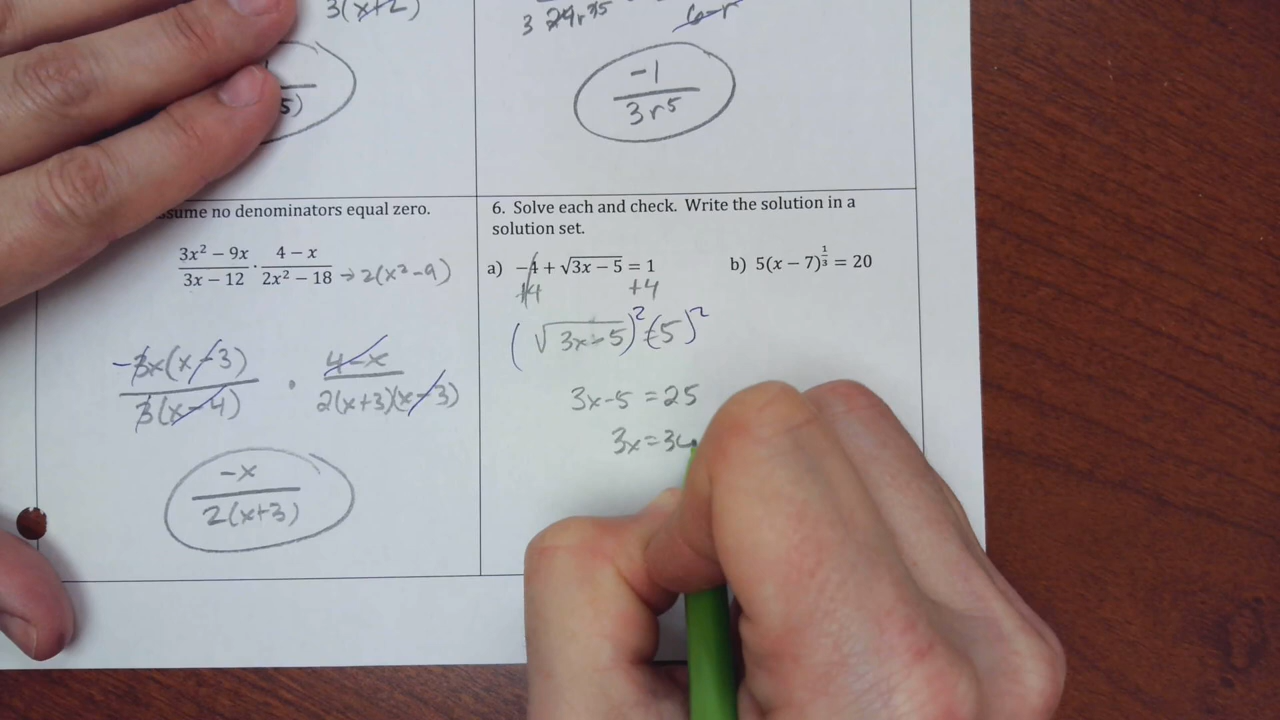 3(x+2)
5)
3 24r³⁵ 6-r
-1
3r⁵
sume no denominators equal zero.
3x² − 9x 4 − x
3x − 12 · 2x² − 18 → 2(x²-9)
-3x(x-3) · 4-x
3(x-4) 2(x+3)(x-3)
-x
2(x+3)
6. Solve each and check. Write the solution in a
solution set.
a) −4 + √3x − 5 = 1
+4 +4
(√3x-5)²=(5)²
3x-5 = 25
3x=3
b) 5(x − 7)^(1/3) = 20